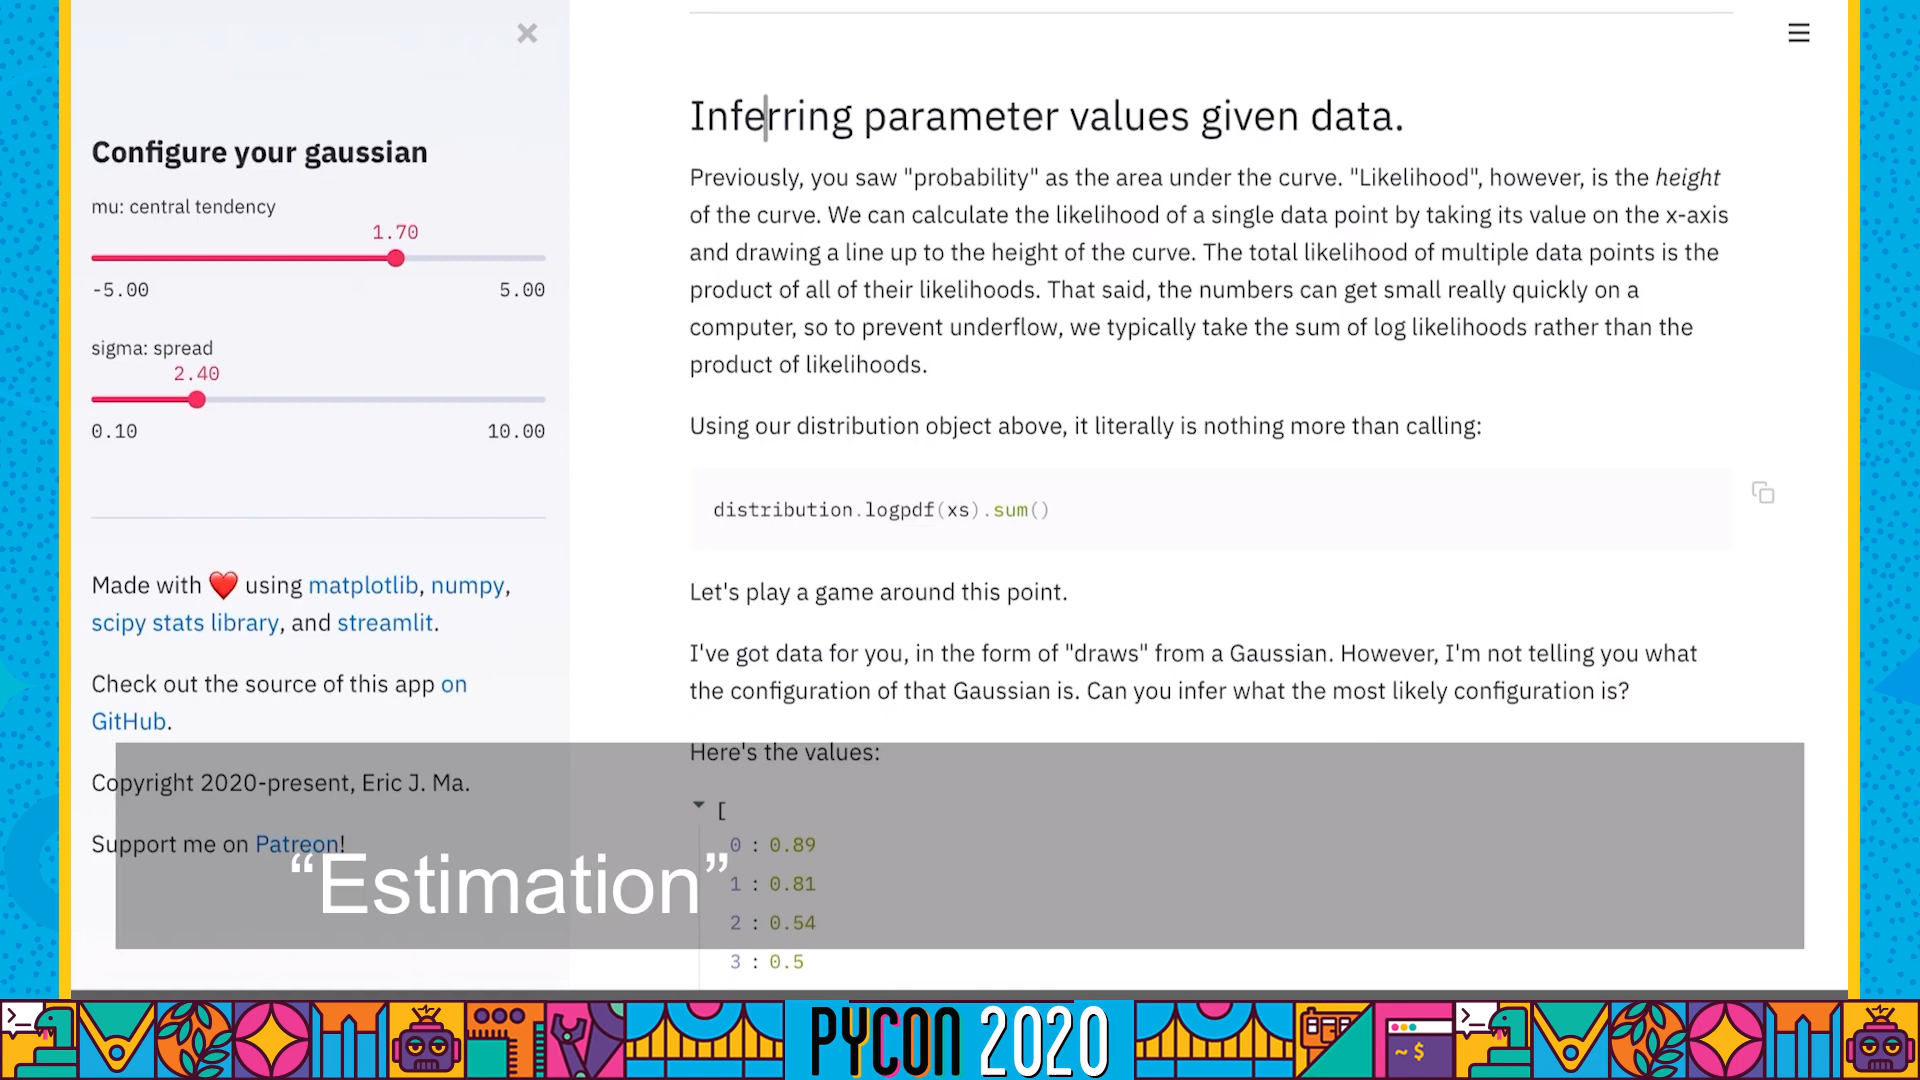 Configure your gaussian
mu: central tendency
1.70
-5.00 5.00
sigma: spread
2.40
0.10 10.00
Made with ❤️ using matplotlib, numpy,
scipy stats library, and streamlit.
Check out the source of this app on
GitHub.
Copyright 2020-present, Eric J. Ma.
Support me on Patreon!
Inferring parameter values given data.
Previously, you saw "probability" as the area under the curve. "Likelihood", however, is the height
of the curve. We can calculate the likelihood of a single data point by taking its value on the x-axis
and drawing a line up to the height of the curve. The total likelihood of multiple data points is the
product of all of their likelihoods. That said, the numbers can get small really quickly on a
computer, so to prevent underflow, we typically take the sum of log likelihoods rather than the
product of likelihoods.
Using our distribution object above, it literally is nothing more than calling:
distribution.logpdf(xs).sum()
Let's play a game around this point.
I've got data for you, in the form of "draws" from a Gaussian. However, I'm not telling you what
the configuration of that Gaussian is. Can you infer what the most likely configuration is?
Here's the values:
[
0 : 0.89
1 : 0.81
2 : 0.54
3 : 0.5
“Estimation”
PYCON 2020
~ $